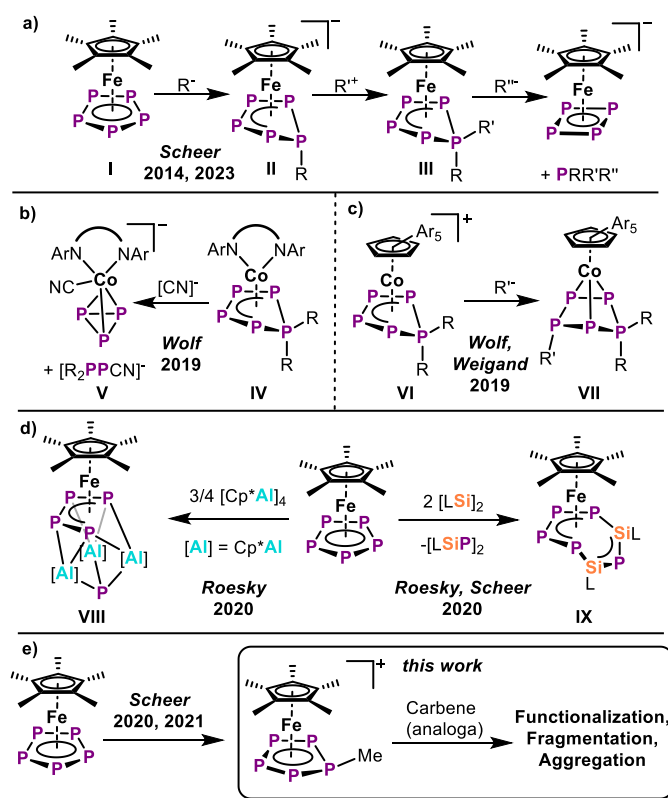 a)
Fe
P P P P P
I
R⁻
Scheer
2014, 2023
−
Fe
P P P P P
R
II
R'⁺
Fe
P P P P P
R'
R
III
R''⁻
−
Fe
P P P P
+ PRR'R''
b)
−
ArN NAr
NC Co
P P P
+ [R₂PPCN]⁻
V
[CN]⁻
Wolf
2019
ArN NAr
Co
P P P P P
R
R
IV
c)
Ar₅
+
Co
P P P P P
R
R
VI
R'⁻
Wolf,
Weigand
2019
Ar₅
Co
P P P P P
R'
R
R
VII
d)
Fe
P P P P
[Al] [Al] [Al]
P
VIII
3/4 [Cp*Al]₄
[Al] = Cp*Al
Roesky
2020
Fe
P P P P P
2 [LSi]₂
-[LSiP]₂
Roesky, Scheer
2020
Fe
P P SiL
P P Si P
L
IX
e)
Fe
P P P P P
Scheer
2020, 2021
+
this work
Fe
P P P P P Me
Carbene
(analoga)
Functionalization,
Fragmentation,
Aggregation